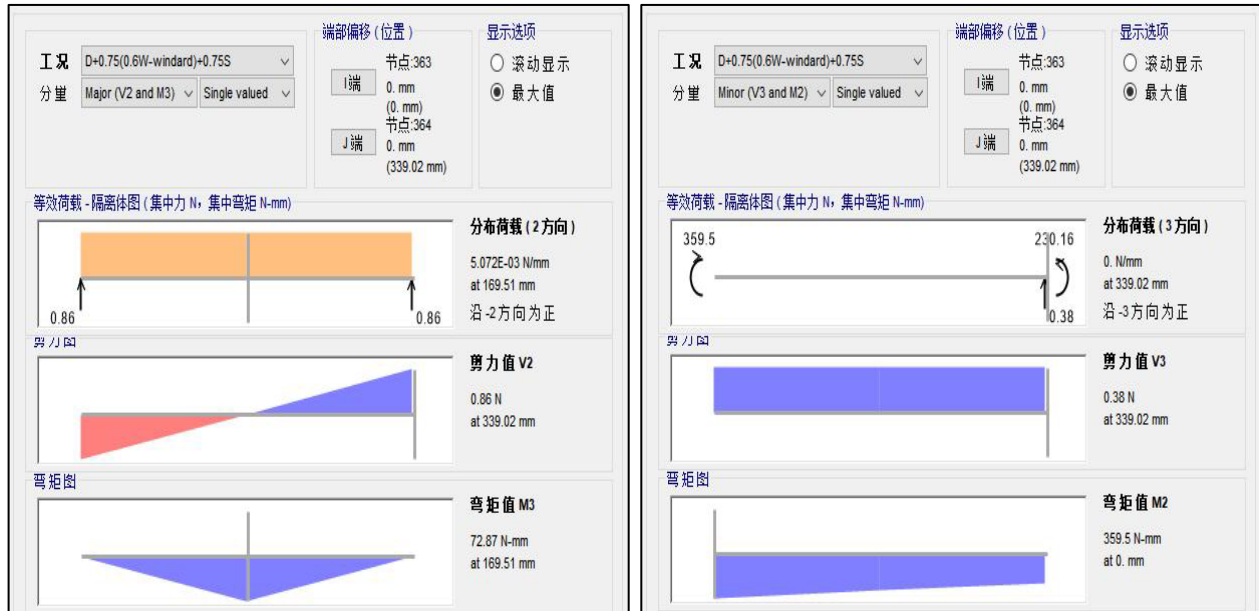 工况
D+0.75(0.6W-windard)+0.75S
分量
Major (V2 and M3)
Single valued
端部偏移(位置)
I端
节点:363
0. mm
(0. mm)
J端
节点:364
0. mm
(339.02 mm)
显示选项
滚动显示
最大值
等效荷载 - 隔离体图(集中力 N，集中弯矩 N-mm)
0.86
0.86
分布荷载(2方向)
5.072E-03 N/mm
at 169.51 mm
沿 -2方向为正
剪力图
剪力值 V2
0.86 N
at 339.02 mm
弯矩图
弯矩值 M3
72.87 N-mm
at 169.51 mm
工况
D+0.75(0.6W-windard)+0.75S
分量
Minor (V3 and M2)
Single valued
端部偏移(位置)
I端
节点:363
0. mm
(0. mm)
J端
节点:364
0. mm
(339.02 mm)
显示选项
滚动显示
最大值
等效荷载 - 隔离体图(集中力 N，集中弯矩 N-mm)
359.5
230.16
0.38
分布荷载(3方向)
0. N/mm
at 339.02 mm
沿 -3方向为正
剪力图
剪力值 V3
0.38 N
at 339.02 mm
弯矩图
弯矩值 M2
359.5 N-mm
at 0. mm